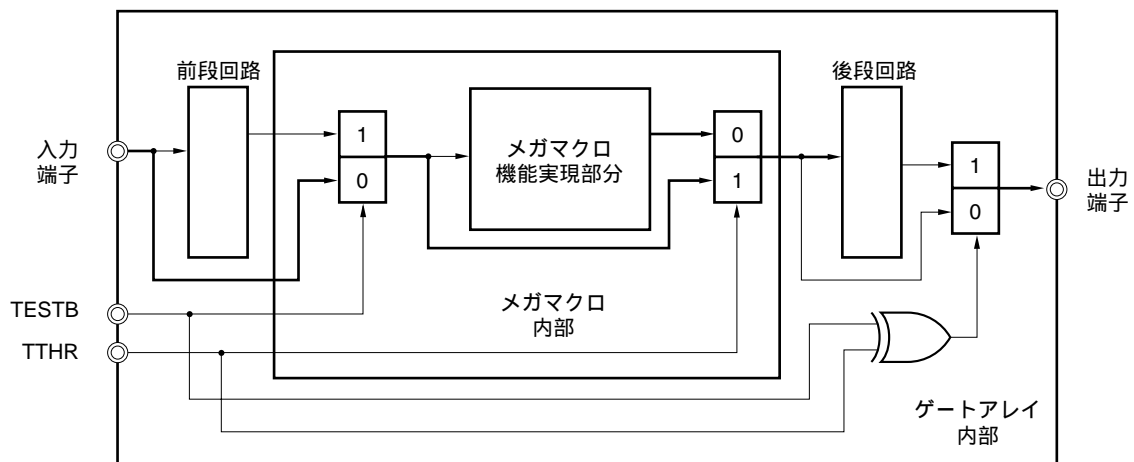 前段回路
後段回路
入力
端子
1
0
メガマクロ
機能実現部分
0
1
1
0
出力
端子
TESTB
メガマクロ
内部
TTHR
ゲートアレイ
内部